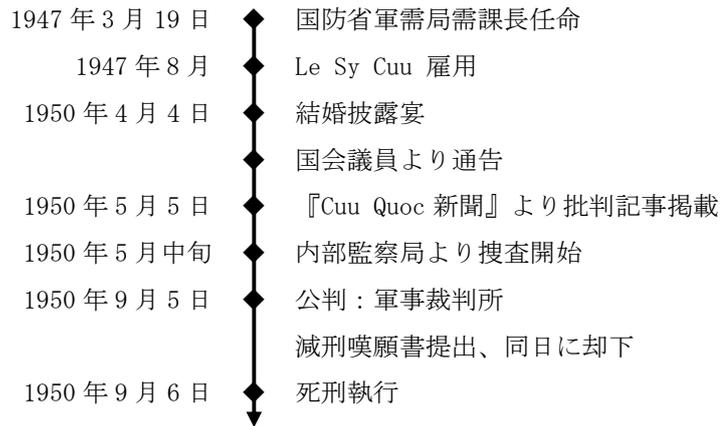 1947年3月19日 国防省軍需局需課長任命
1947年8月 Le Sy Cuu 雇用
1950年4月4日 結婚披露宴
国会議員より通告
1950年5月5日 『Cuu Quoc 新聞』より批判記事掲載
1950年5月中旬 内部監察局より捜査開始
1950年9月5日 公判：軍事裁判所
減刑嘆願書提出、同日に却下
1950年9月6日 死刑執行